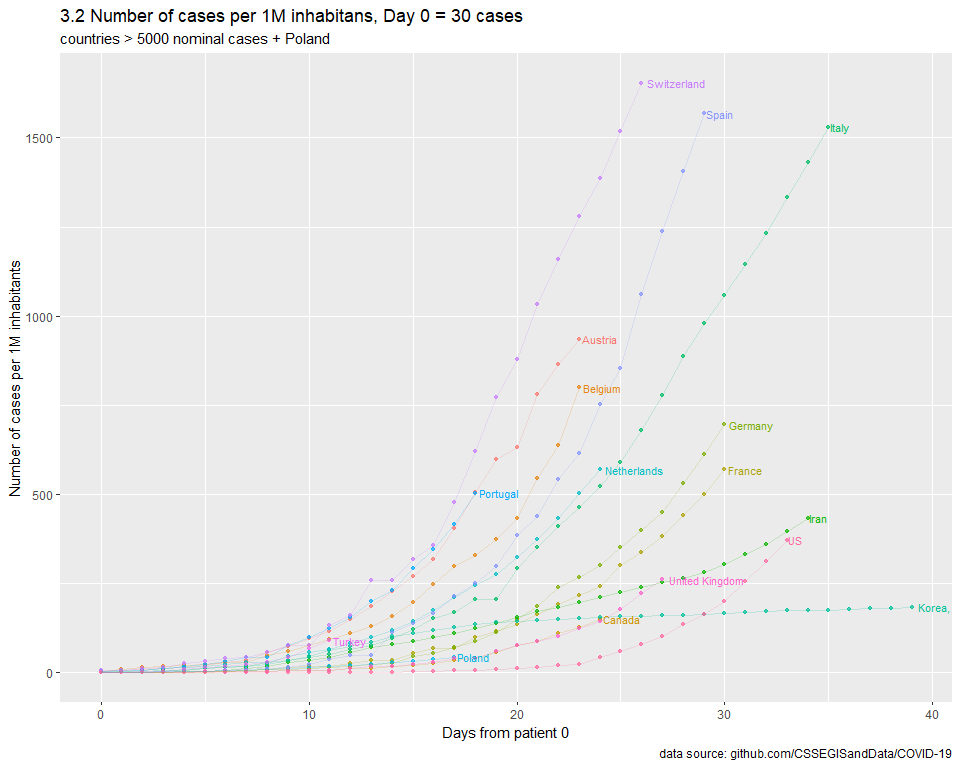 3.2 Number of cases per 1M inhabitans, Day 0 = 30 cases
countries > 5000 nominal cases + Poland
Number of cases per 1M inhabitants
1500
1000
500
0
Switzerland
Spain
Italy
Austria
Belgium
Germany
Netherlands
France
Portugal
Iran
US
United Kingdom
Korea,
Canada
Turkey
Poland
0
10
20
30
40
Days from patient 0
data source: github.com/CSSEGISandData/COVID-19